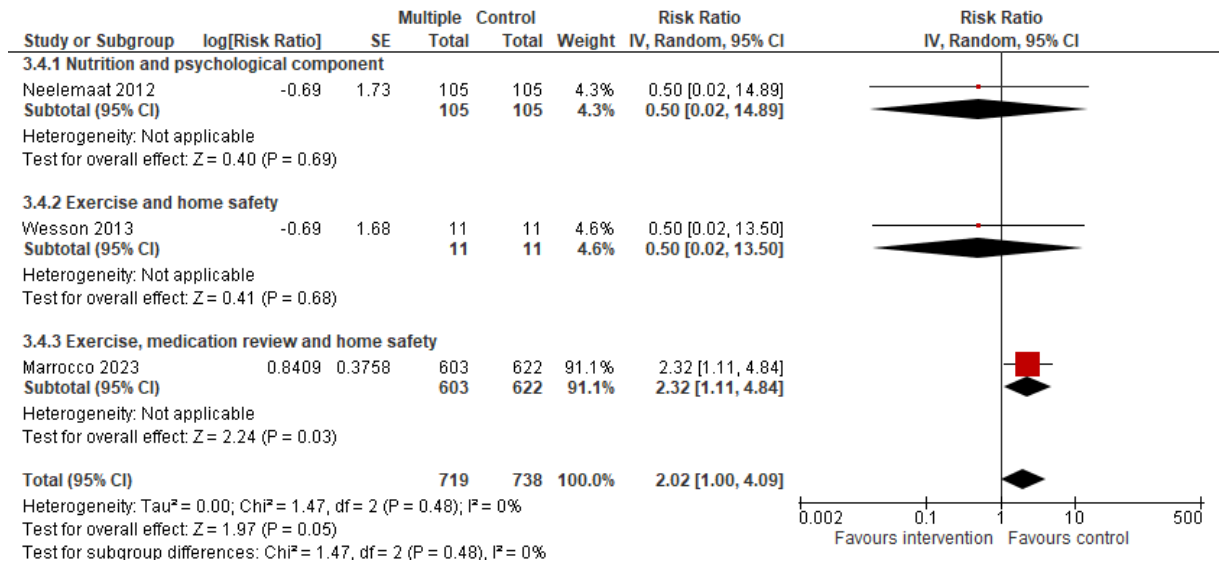 Multiple Control Risk Ratio Risk Ratio
Study or Subgroup log[Risk Ratio] SE Total Total Weight IV, Random, 95% CI IV, Random, 95% CI
3.4.1 Nutrition and psychological component
Neelemaat 2012 -0.69 1.73 105 105 4.3% 0.50 [0.02, 14.89]
Subtotal (95% CI) 105 105 4.3% 0.50 [0.02, 14.89]
Heterogeneity: Not applicable
Test for overall effect: Z = 0.40 (P = 0.69)
3.4.2 Exercise and home safety
Wesson 2013 -0.69 1.68 11 11 4.6% 0.50 [0.02, 13.50]
Subtotal (95% CI) 11 11 4.6% 0.50 [0.02, 13.50]
Heterogeneity: Not applicable
Test for overall effect: Z = 0.41 (P = 0.68)
3.4.3 Exercise, medication review and home safety
Marrocco 2023 0.8409 0.3758 603 622 91.1% 2.32 [1.11, 4.84]
Subtotal (95% CI) 603 622 91.1% 2.32 [1.11, 4.84]
Heterogeneity: Not applicable
Test for overall effect: Z = 2.24 (P = 0.03)
Total (95% CI) 719 738 100.0% 2.02 [1.00, 4.09]
Heterogeneity: Tau² = 0.00; Chi² = 1.47, df = 2 (P = 0.48); I² = 0%
Test for overall effect: Z = 1.97 (P = 0.05)
Test for subgroup differences: Chi² = 1.47, df = 2 (P = 0.48), I² = 0%
0.002 0.1 1 10 500
Favours intervention Favours control